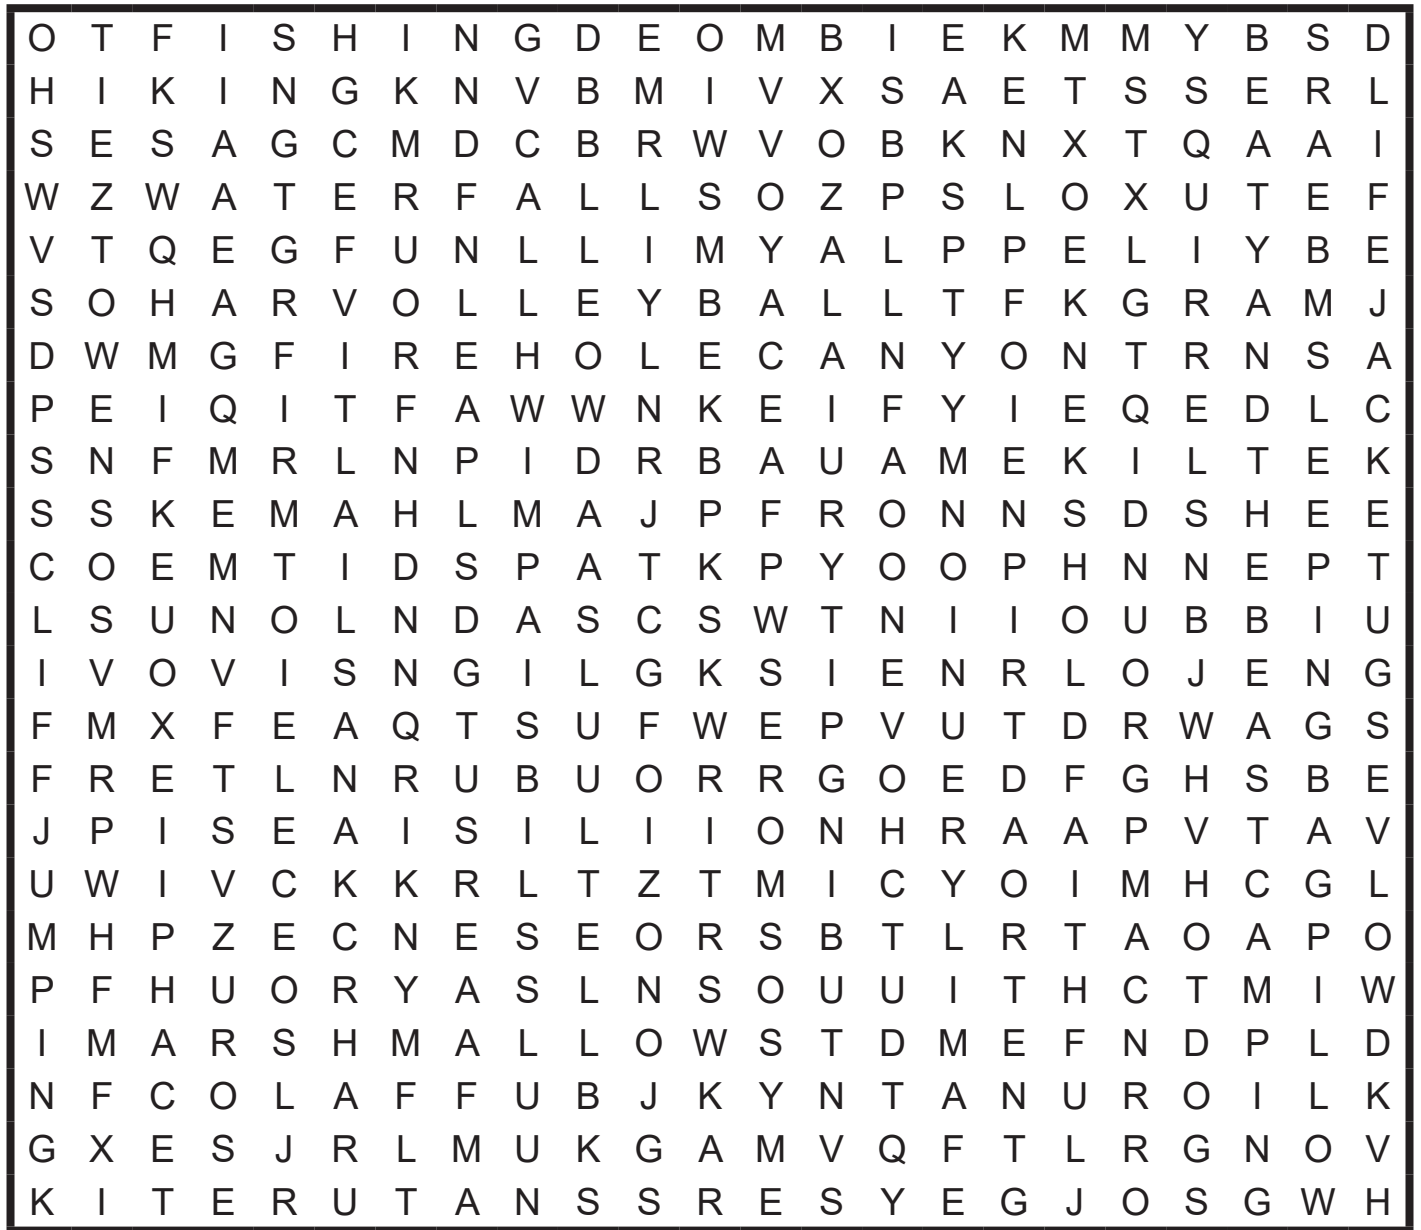 O T F I S H I N G D E O M B I E K M M Y B S D
H I K I N G K N V B M I V X S A E T S S E R L
S E S A G C M D C B R W V O B K N X T Q A A I
W Z W A T E R F A L L S O Z P S L O X U T E F
V T Q E G F U N L L I M Y A L P P E L I Y B E
S O H A R V O L L E Y B A L L T F K G R A M J
D W M G F I R E H O L E C A N Y O N T R N S A
P E I Q I T F A W W N K E I F Y I E Q E D L C
S N F M R L N P I D R B A U A M E K I L T E K
S S K E M A H L M A J P F R O N N S D S H E E
C O E M T I D S P A T K P Y O O P H N N E P T
L S U N O L N D A S C S W T N I I O U B B I U
I V O V I S N G I L G K S I E N R L O J E N G
F M X F E A Q T S U F W E P V U T D R W A G S
F R E T L N R U B U O R R G O E D F G H S B E
J P I S E A I S I L I I O N H R A A P V T A V
U W I V C K K R L T Z T M I C Y O I M H C G L
M H P Z E C N E S E O R S B T L R T A O A P O
P F H U O R Y A S L N S O U U I T H C T M I W
I M A R S H M A L L O W S T D M E F N D P L D
N F C O L A F F U B J K Y N T A N U R O I L K
G X E S J R L M U K G A M V Q F T L R G N O V
K I T E R U T A N S S R E S Y E G J O S G W H